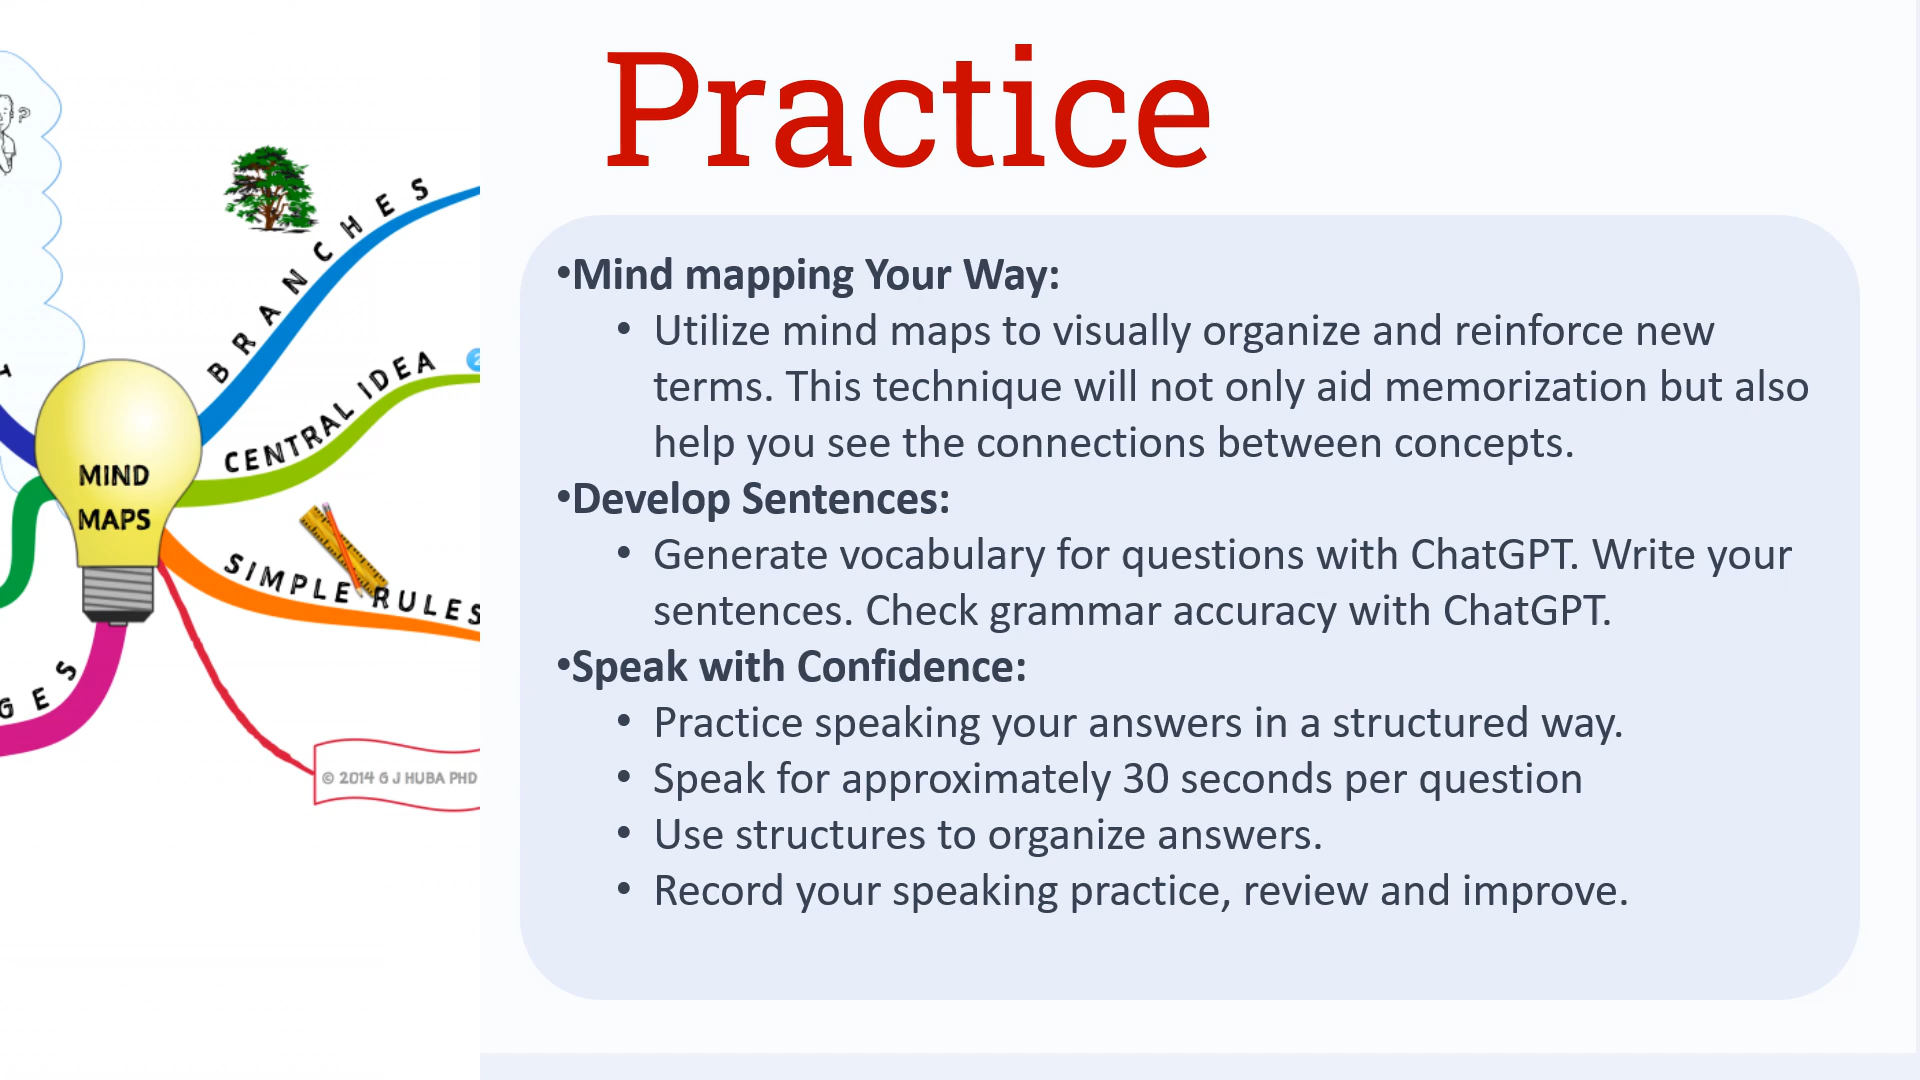 Practice
•Mind mapping Your Way:
• Utilize mind maps to visually organize and reinforce new
terms. This technique will not only aid memorization but also
help you see the connections between concepts.
•Develop Sentences:
• Generate vocabulary for questions with ChatGPT. Write your
sentences. Check grammar accuracy with ChatGPT.
•Speak with Confidence:
• Practice speaking your answers in a structured way.
• Speak for approximately 30 seconds per question
• Use structures to organize answers.
• Record your speaking practice, review and improve.
?
BRANCHES
CENTRAL IDEA
2
MIND
MAPS
SIMPLE RULES
GES
© 2014 G J HUBA PHD